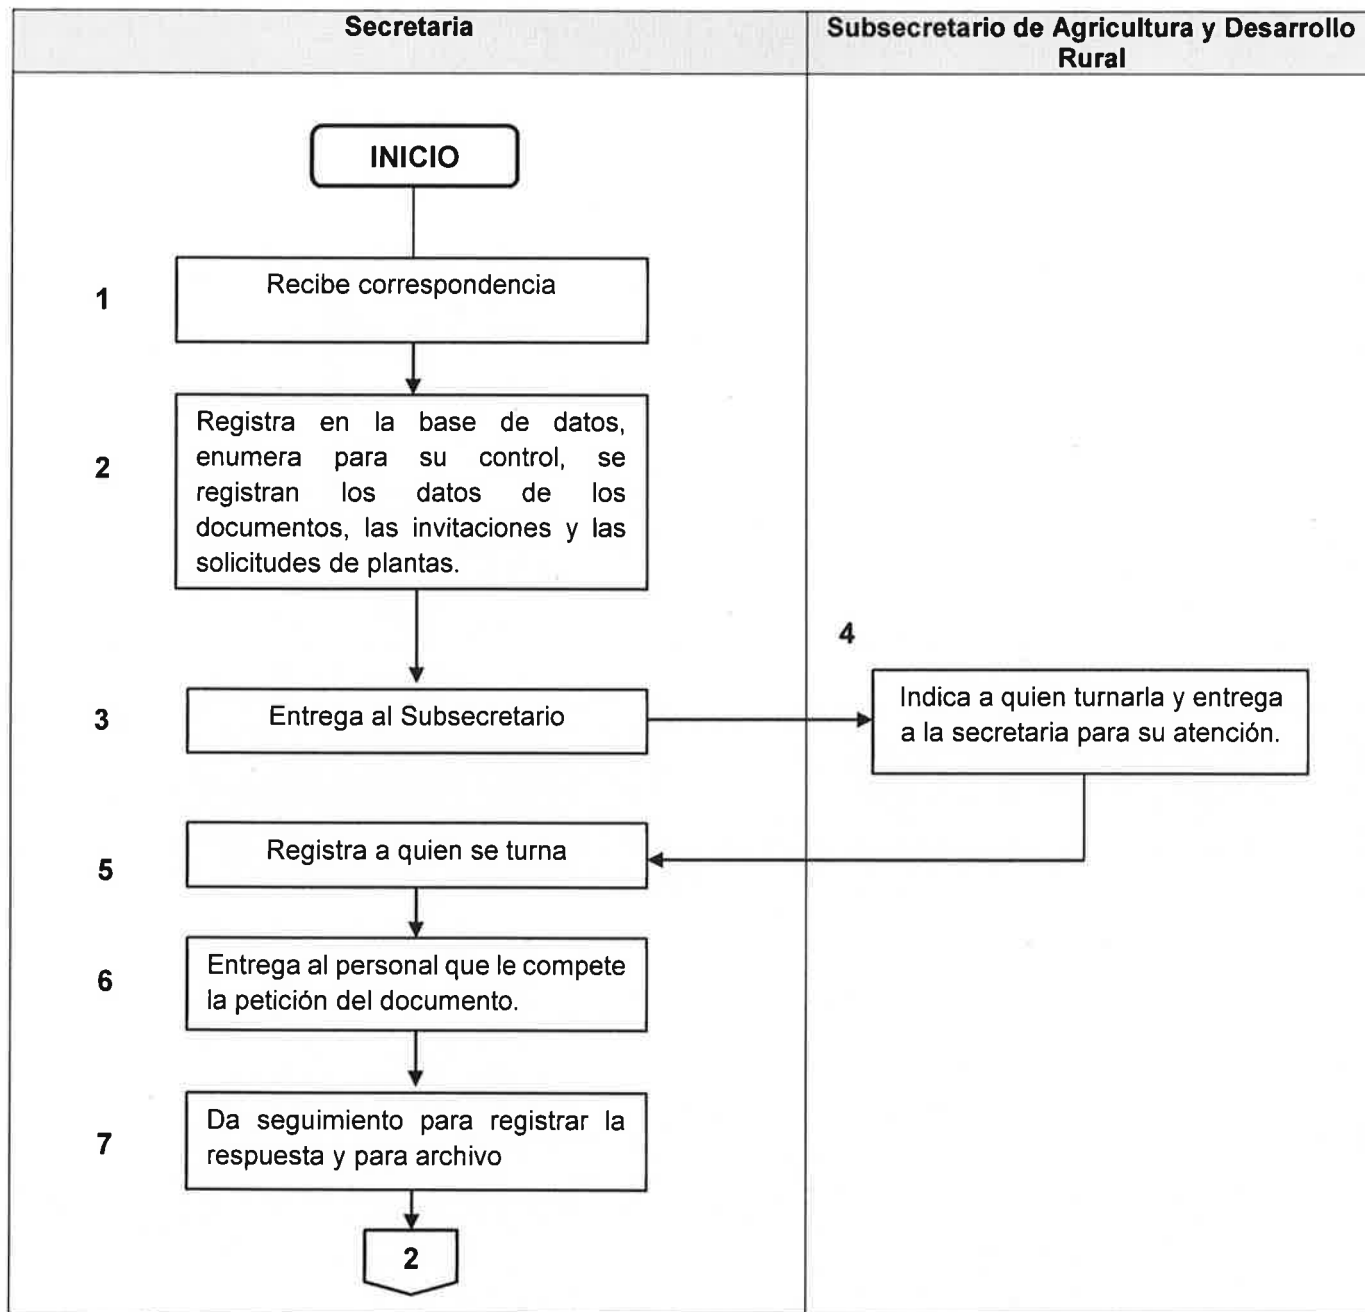 Secretaria
Subsecretario de Agricultura y Desarrollo
Rural
INICIO
1
Recibe correspondencia
2
Registra en la base de datos,
enumera para su control, se
registran los datos de los
documentos, las invitaciones y las
solicitudes de plantas.
3
Entrega al Subsecretario
4
Indica a quien turnarla y entrega
a la secretaria para su atención.
5
Registra a quien se turna
6
Entrega al personal que le compete
la petición del documento.
7
Da seguimiento para registrar la
respuesta y para archivo
2